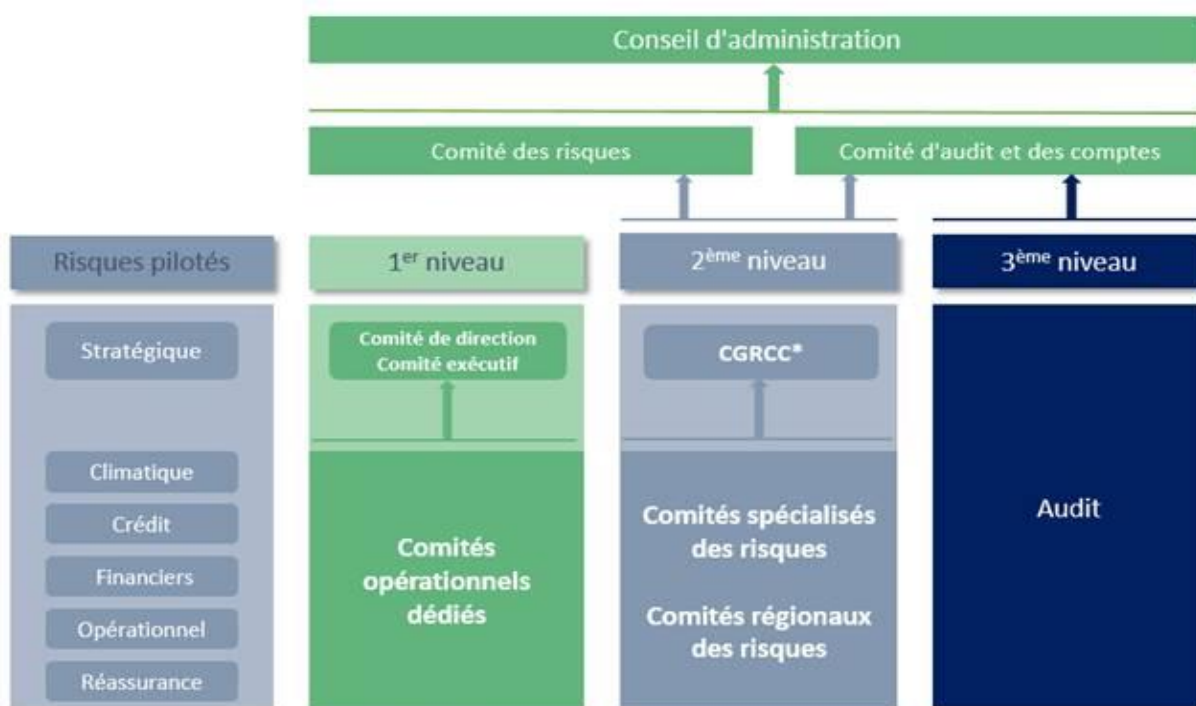 Conseil d'administration
Comité des risques
Comité d'audit et des comptes
Risques pilotés
1er niveau
2ème niveau
3ème niveau
Stratégique
Climatique
Crédit
Financiers
Opérationnel
Réassurance
Comité de direction
Comité exécutif
Comités
opérationnels
dédiés
CGRCC*
Comités spécialisés
des risques
Comités régionaux
des risques
Audit